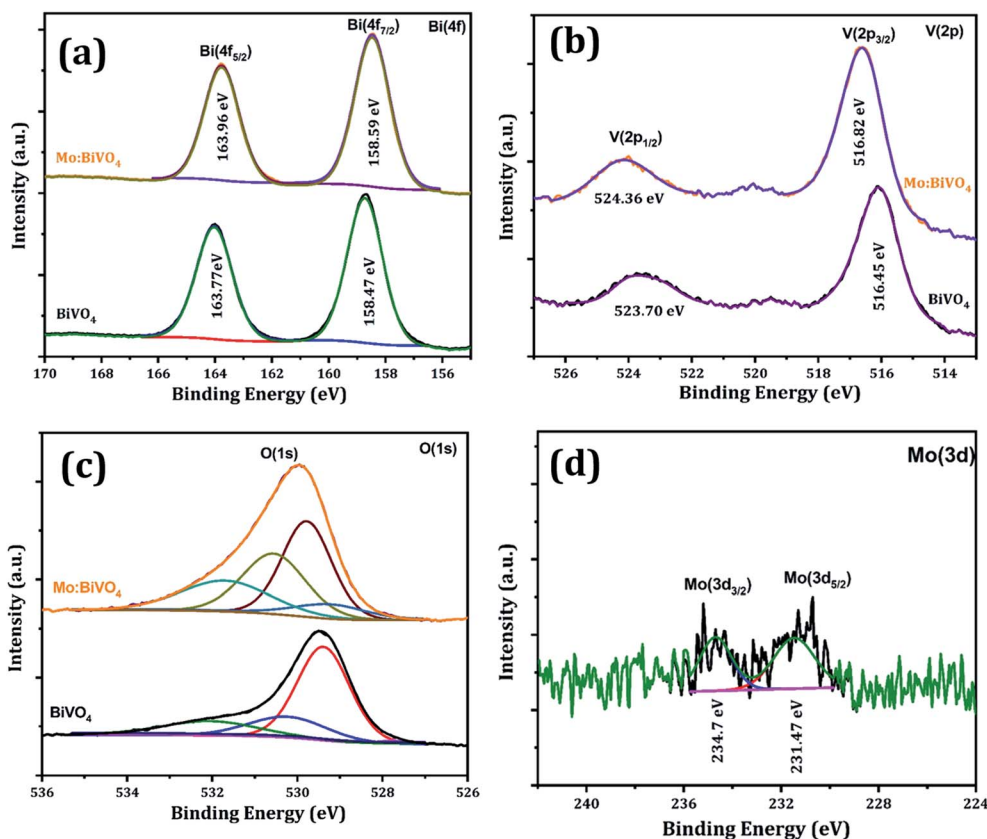 (a)
Bi(4f)
Bi(4f₇/₂)
Bi(4f₅/₂)
163.96 eV
158.59 eV
Mo:BiVO₄
163.77eV
158.47 eV
BiVO₄
Intensity (a.u.)
170 168 166 164 162 160 158 156
Binding Energy (eV)
(b)
V(2p₃/₂)
V(2p)
V(2p₁/₂)
516.82 eV
524.36 eV
Mo:BiVO₄
516.45 eV
523.70 eV
BiVO₄
Intensity (a.u.)
526 524 522 520 518 516 514
Binding Energy (eV)
(c)
O(1s)
O(1s)
Mo:BiVO₄
BiVO₄
Intensity (a.u.)
536 534 532 530 528 526
Binding Energy (eV)
(d)
Mo(3d)
Mo(3d₃/₂)
Mo(3d₅/₂)
234.7 eV
231.47 eV
Intensity (a.u.)
240 236 232 228 224
Binding Energy (eV)